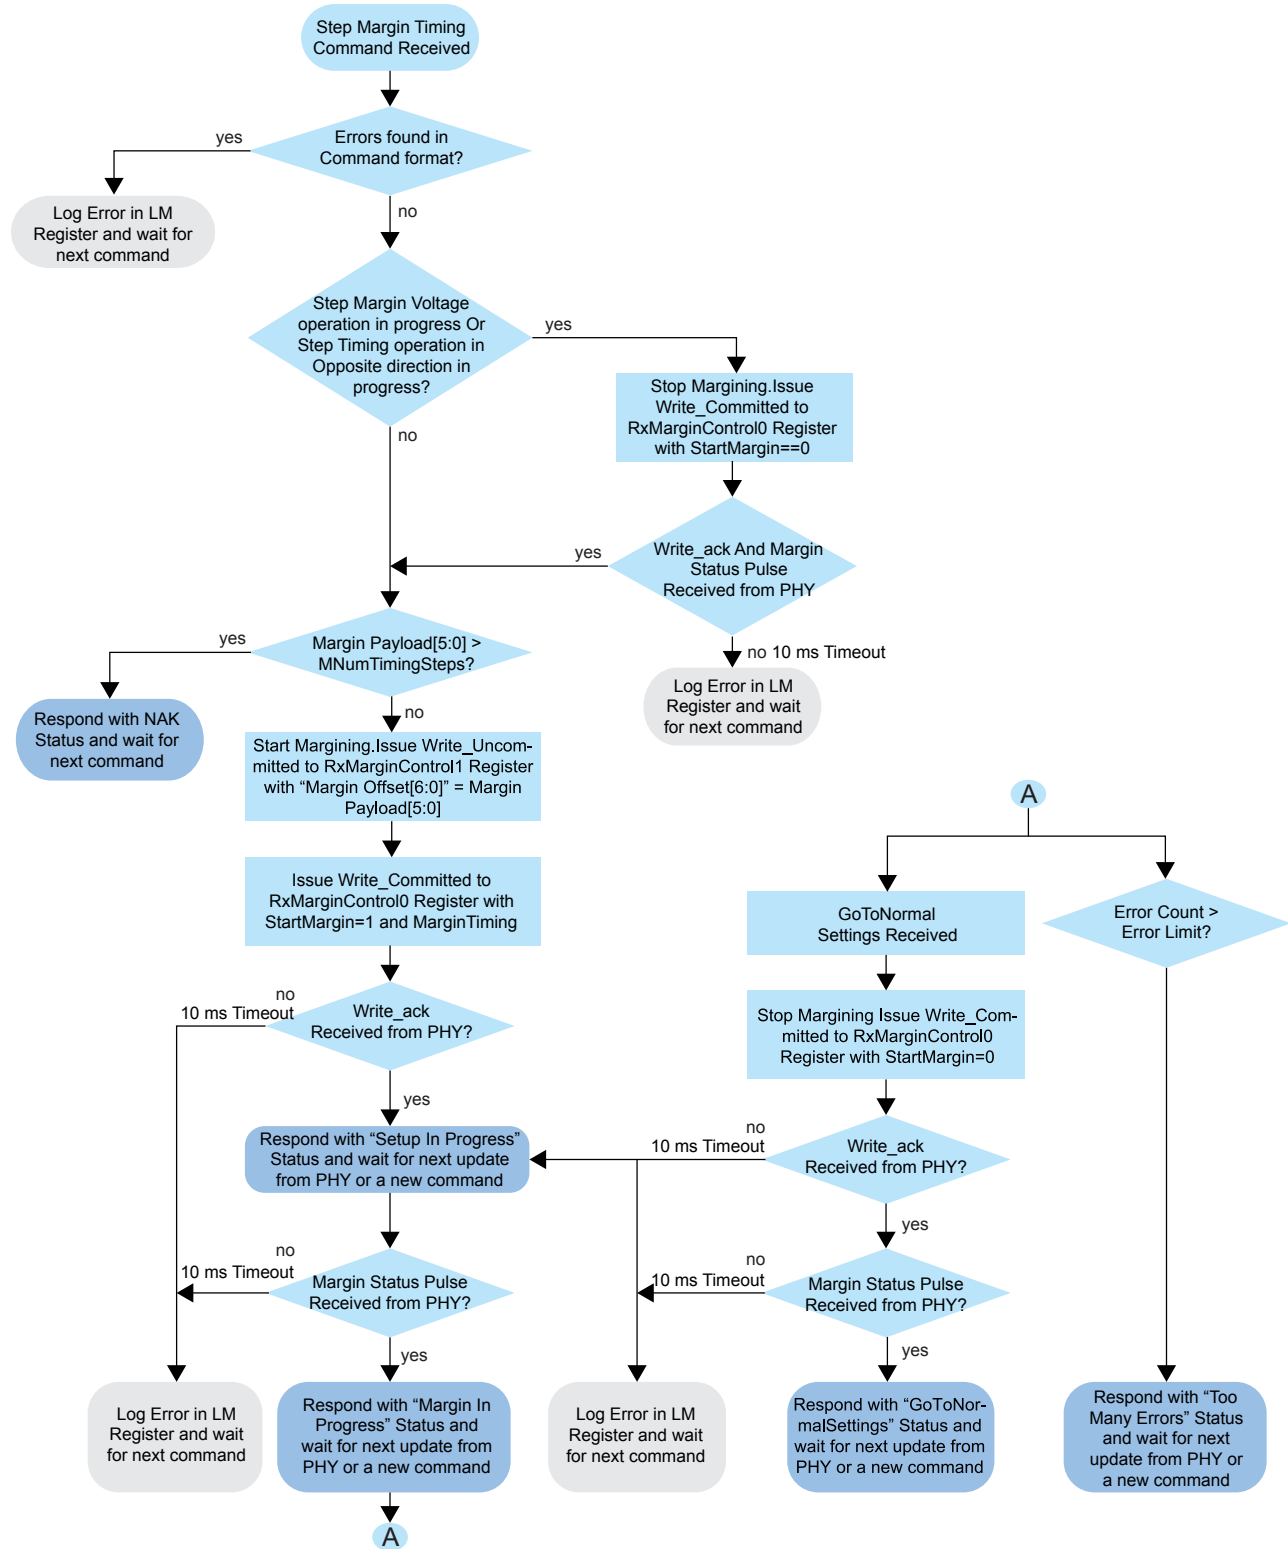 Step Margin Timing
Command Received
yes
Errors found in
Command format?
Log Error in LM
Register and wait for
next command
no
Step Margin Voltage
operation in progress Or
Step Timing operation in
Opposite direction in
progress?
yes
Stop Margining.Issue
Write_Committed to
RxMarginControl0 Register
with StartMargin==0
no
yes
Write_ack And Margin
Status Pulse
Received from PHY
yes
Margin Payload[5:0] >
MNumTimingSteps?
no 10 ms Timeout
Log Error in LM
Register and wait
for next command
Respond with NAK
Status and wait for
next command
no
Start Margining.Issue Write_Uncom-
mitted to RxMarginControl1 Register
with “Margin Offset[6:0]” = Margin
Payload[5:0]
A
Issue Write_Committed to
RxMarginControl0 Register with
StartMargin=1 and MarginTiming
GoToNormal
Settings Received
Error Count >
Error Limit?
no
10 ms Timeout
Write_ack
Received from PHY?
Stop Margining Issue Write_Com-
mitted to RxMarginControl0
Register with StartMargin=0
yes
Respond with “Setup In Progress”
Status and wait for next update
from PHY or a new command
no
10 ms Timeout
Write_ack
Received from PHY?
yes
no
10 ms Timeout
Margin Status Pulse
Received from PHY?
no
10 ms Timeout
Margin Status Pulse
Received from PHY?
yes
yes
Log Error in LM
Register and wait
for next command
Respond with “Margin In
Progress” Status and
wait for next update from
PHY or a new command
Log Error in LM
Register and wait
for next command
Respond with “GoToNor-
malSettings” Status and
wait for next update from
PHY or a new command
Respond with “Too
Many Errors” Status
and wait for next
update from PHY or
a new command
A